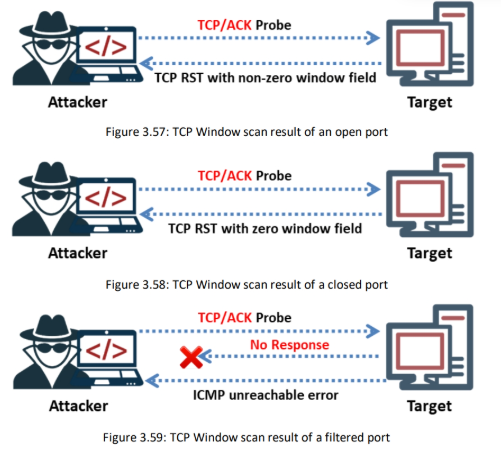 TCP/ACK Probe
</>
TCP RST with non-zero window field
Attacker
Target
Figure 3.57: TCP Window scan result of an open port
TCP/ACK Probe
</>
TCP RST with zero window field
Attacker
Target
Figure 3.58: TCP Window scan result of a closed port
TCP/ACK Probe
</>
No Response
ICMP unreachable error
Attacker
Target
Figure 3.59: TCP Window scan result of a filtered port